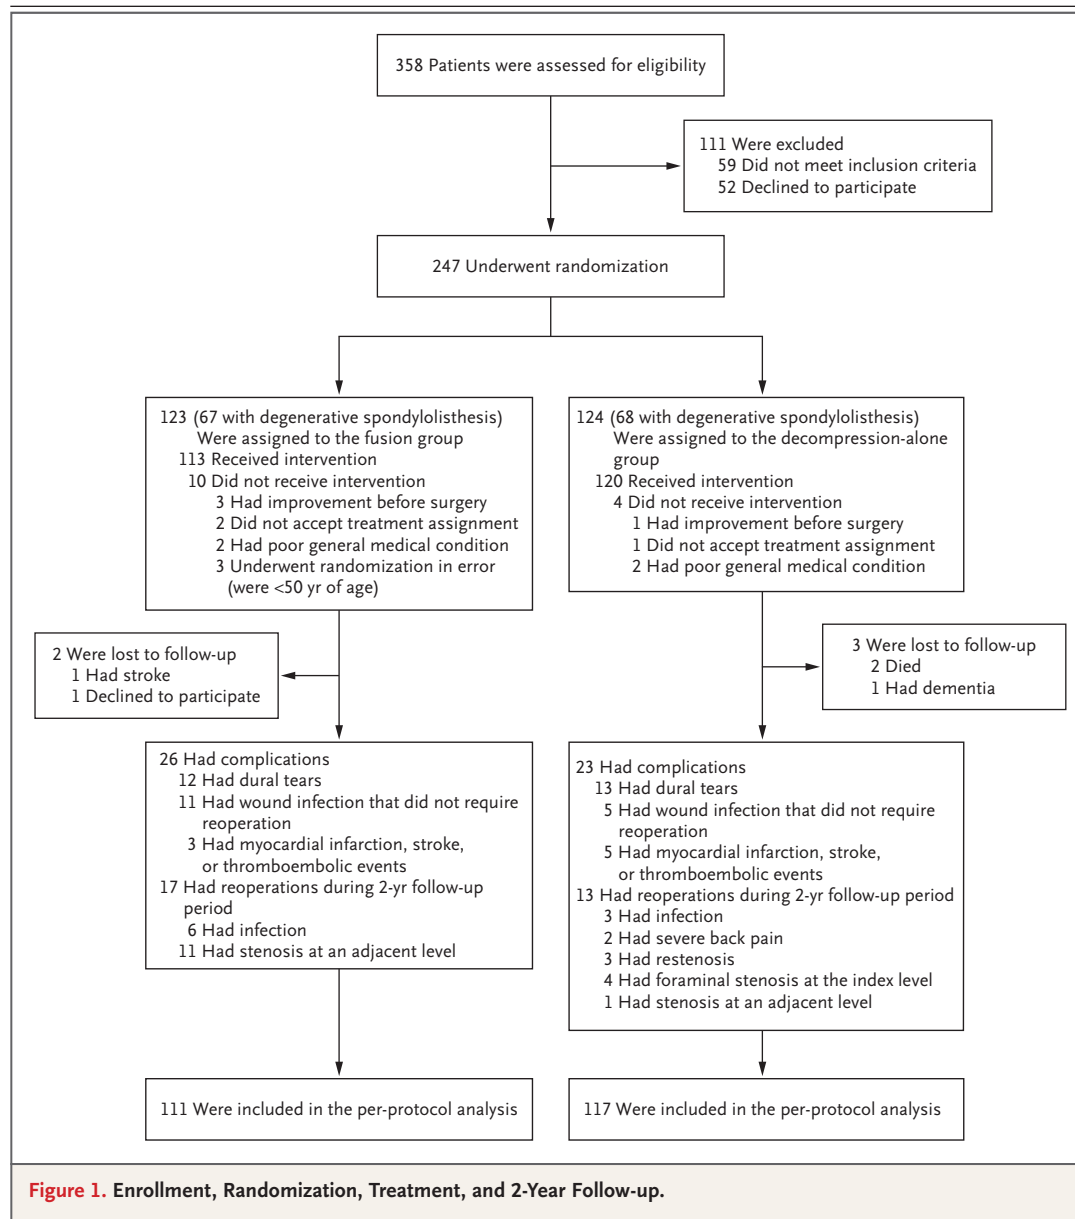 358 Patients were assessed for eligibility
111 Were excluded
59 Did not meet inclusion criteria
52 Declined to participate
247 Underwent randomization
123 (67 with degenerative spondylolisthesis)
Were assigned to the fusion group
113 Received intervention
10 Did not receive intervention
3 Had improvement before surgery
2 Did not accept treatment assignment
2 Had poor general medical condition
3 Underwent randomization in error
(were <50 yr of age)
124 (68 with degenerative spondylolisthesis)
Were assigned to the decompression-alone
group
120 Received intervention
4 Did not receive intervention
1 Had improvement before surgery
1 Did not accept treatment assignment
2 Had poor general medical condition
2 Were lost to follow-up
1 Had stroke
1 Declined to participate
3 Were lost to follow-up
2 Died
1 Had dementia
26 Had complications
12 Had dural tears
11 Had wound infection that did not require
reoperation
3 Had myocardial infarction, stroke,
or thromboembolic events
17 Had reoperations during 2-yr follow-up
period
6 Had infection
11 Had stenosis at an adjacent level
23 Had complications
13 Had dural tears
5 Had wound infection that did not require
reoperation
5 Had myocardial infarction, stroke,
or thromboembolic events
13 Had reoperations during 2-yr follow-up period
3 Had infection
2 Had severe back pain
3 Had restenosis
4 Had foraminal stenosis at the index level
1 Had stenosis at an adjacent level
111 Were included in the per-protocol analysis
117 Were included in the per-protocol analysis
Figure 1. Enrollment, Randomization, Treatment, and 2-Year Follow-up.